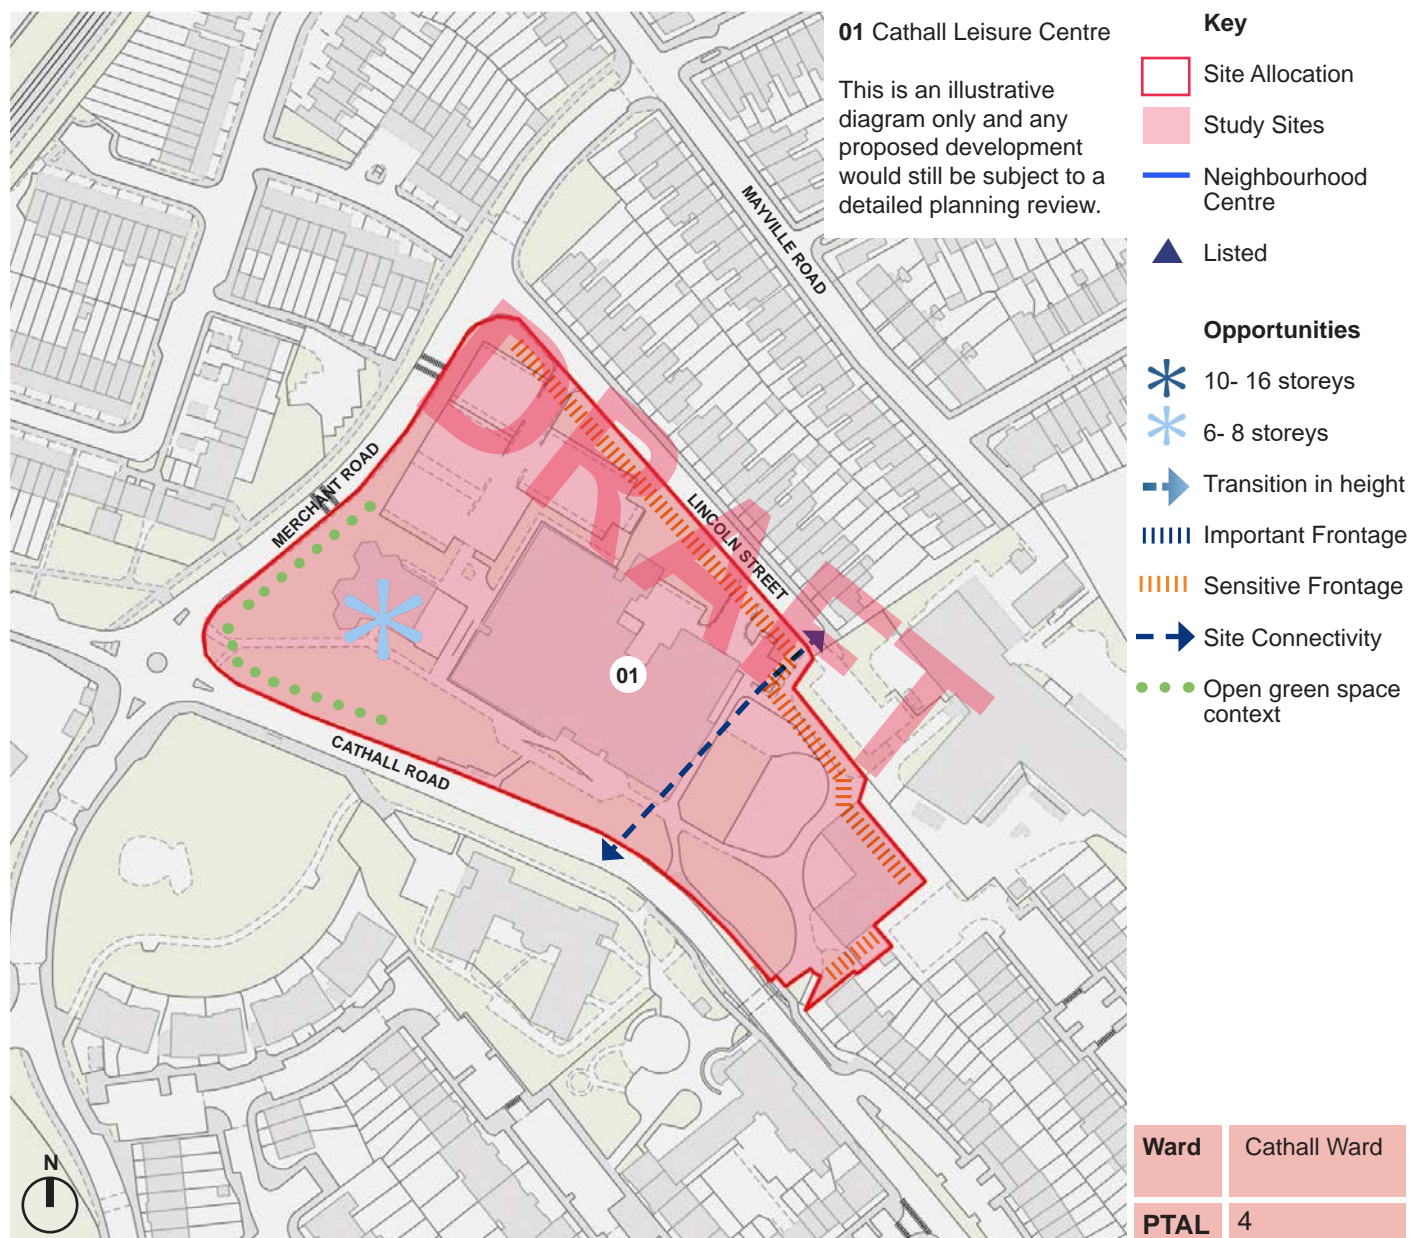 01 Cathall Leisure Centre
This is an illustrative
diagram only and any
proposed development
would still be subject to a
detailed planning review.
Key
Site Allocation
Study Sites
Neighbourhood
Centre
Listed
Opportunities
10- 16 storeys
6- 8 storeys
Transition in height
Important Frontage
Sensitive Frontage
Site Connectivity
Open green space
context
MAYVILLE ROAD
MERCHANT ROAD
LINCOLN STREET
CATHALL ROAD
01
DRAFT
N
Ward Cathall Ward
PTAL 4